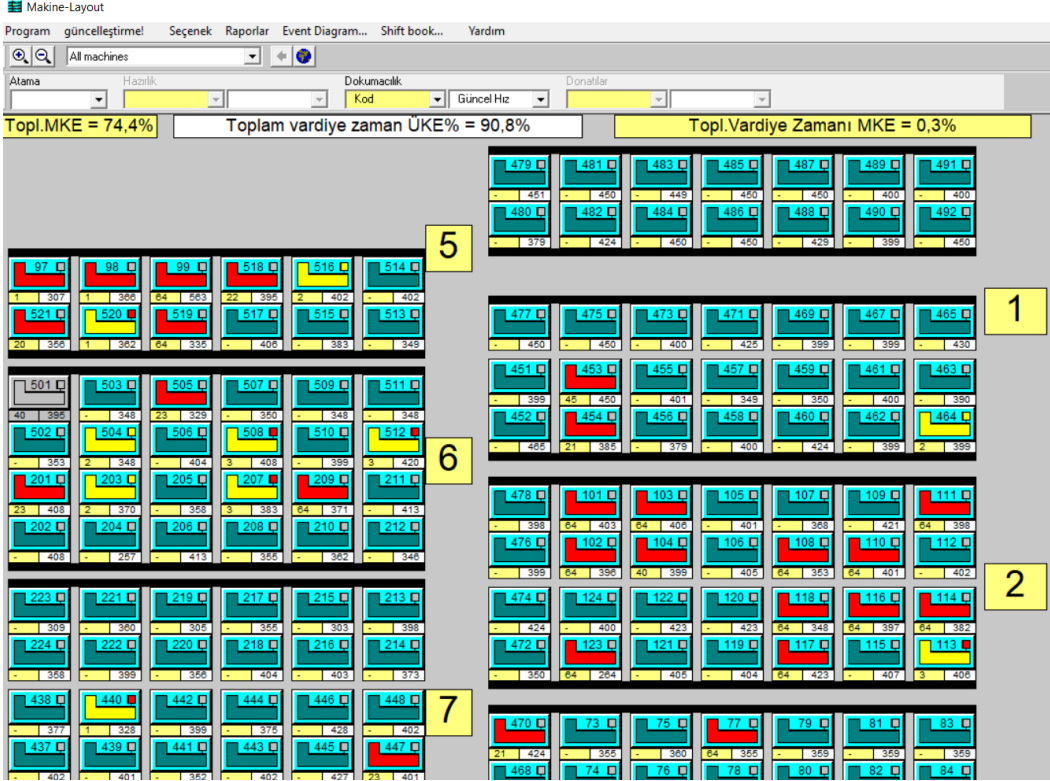 Makine-Layout
Program güncelleştirme! Seçenek Raporlar Event Diagram... Shift book... Yardım
All machines
Atama Hazırlık Dokumacılık Donatılar
Kod Güncel Hız
Topl.MKE = 74,4% Toplam vardiye zaman ÜKE% = 90,8% Topl.Vardiye Zamanı MKE = 0,3%
479 481 483 485 487 489 491
- 451 - 450 - 449 - 450 - 450 - 400 - 400
480 482 484 486 488 490 492
- 379 - 424 - 450 - 450 - 429 - 399 - 450
5
97 98 99 518 516 514
1 307 1 366 64 563 22 395 2 402 - 402
521 520 519 517 515 513
20 356 1 362 64 335 - 406 - 383 - 349
1
477 475 473 471 469 467 465
- 450 - 450 - 400 - 425 - 399 - 399 - 430
451 453 455 457 459 461 463
- 399 45 450 - 401 - 349 - 350 - 400 - 390
452 454 456 458 460 462 464
- 465 21 385 - 379 - 400 - 424 - 399 2 399
501 503 505 507 509 511
40 395 - 348 23 329 - 350 - 348 - 348
502 504 506 508 510 512
- 353 2 348 - 404 3 408 - 399 3 420
6
201 203 205 207 209 211
23 408 2 370 - 358 3 383 64 371 - 413
202 204 206 208 210 212
- 408 - 257 - 413 - 355 - 362 - 346
478 101 103 105 107 109 111
- 398 64 403 64 406 - 401 - 368 - 421 64 398
476 102 104 106 108 110 112
- 399 64 396 40 399 - 405 64 353 64 401 - 402
2
474 124 122 120 118 116 114
- 424 - 400 - 423 - 423 64 348 64 397 64 382
472 123 121 119 117 115 113
- 350 64 264 - 405 - 404 64 423 - 407 3 406
223 221 219 217 215 213
- 309 - 360 - 305 - 355 - 303 - 398
224 222 220 218 216 214
- 358 - 399 - 356 - 404 - 403 - 373
7
438 440 442 444 446 448
- 377 1 328 - 399 - 375 - 428 - 402
437 439 441 443 445 447
- 402 - 401 - 352 - 402 - 427 23 401
470 73 75 77 79 81 83
21 424 - 355 - 360 64 355 - 359 - 359 - 359
468 74 76 78 80 82 84